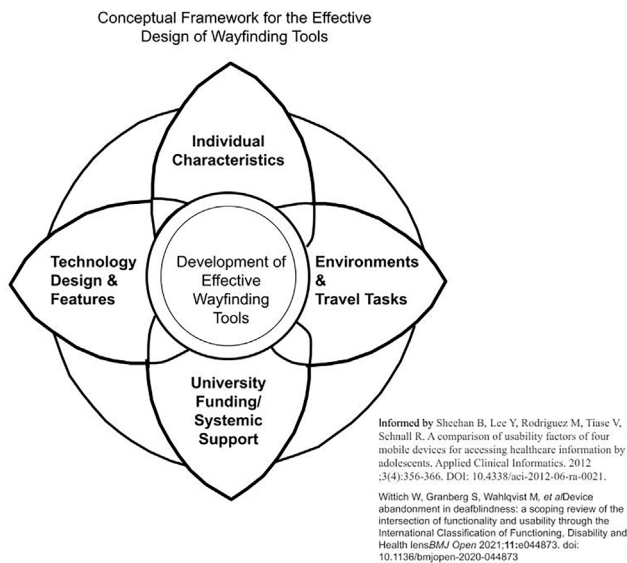 Conceptual Framework for the Effective
Design of Wayfinding Tools
Individual
Characteristics
Technology
Design &
Features
Development of
Effective
Wayfinding
Tools
Environments
&
Travel Tasks
University
Funding/
Systemic
Support
Informed by Sheehan B, Lee Y, Rodriguez M, Tiase V,
Schnall R. A comparison of usability factors of four
mobile devices for accessing healthcare information by
adolescents. Applied Clinical Informatics. 2012
;3(4):356-366. DOI: 10.4338/aci-2012-06-ra-0021.
Wittich W, Granberg S, Wahlqvist M, et alDevice
abandonment in deafblindness: a scoping review of the
intersection of functionality and usability through the
International Classification of Functioning, Disability and
Health lensBMJ Open 2021;11:e044873. doi:
10.1136/bmjopen-2020-044873